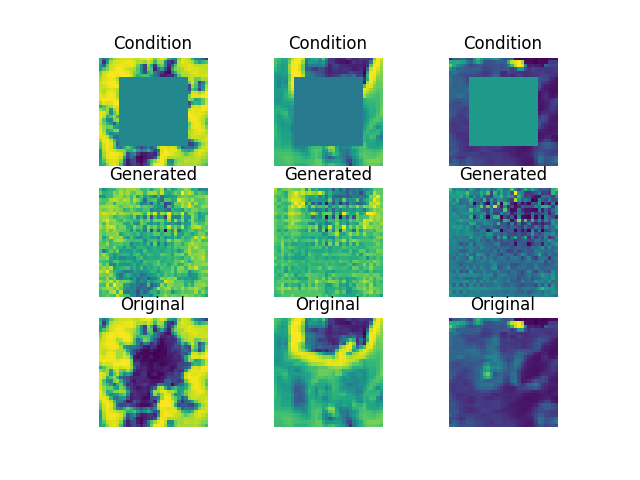 Condition Condition Condition
Generated Generated Generated
Original Original Original